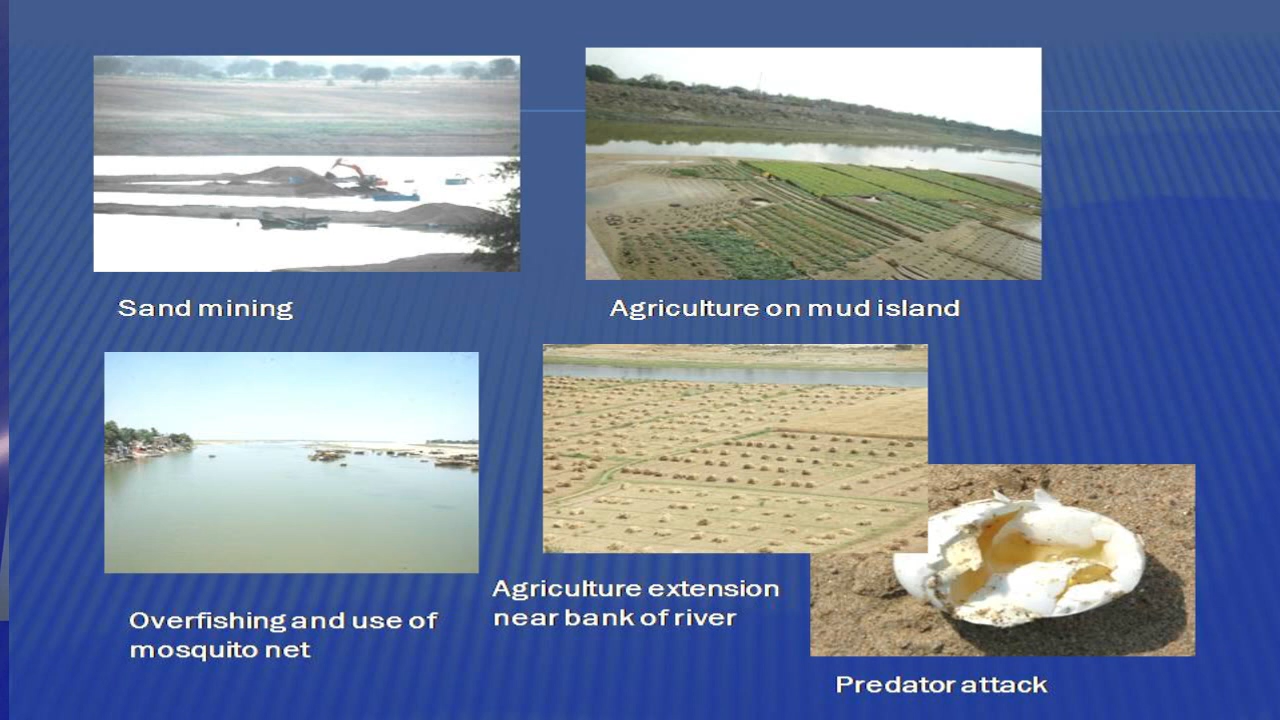 Sand mining
Agriculture on mud island
Overfishing and use of
mosquito net
Agriculture extension
near bank of river
Predator attack